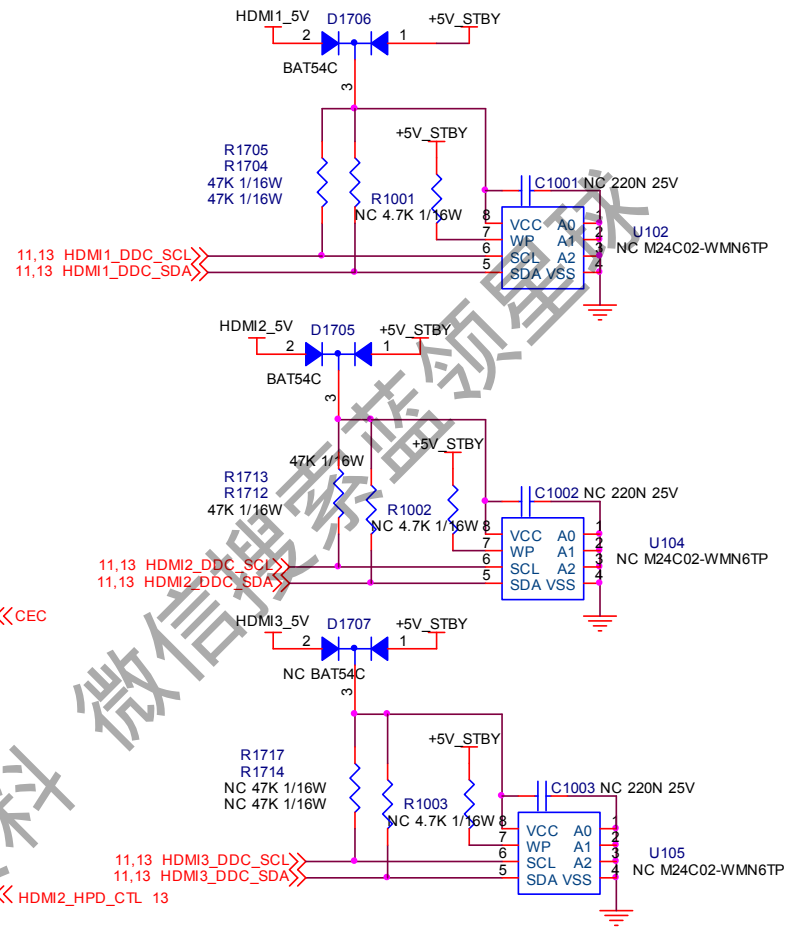 HDMI1_5V D1706 +5V_STBY
2 1
BAT54C
3
+5V_STBY
R1705
R1704
47K 1/16W
47K 1/16W
R1001
NC 4.7K 1/16W
C1001 NC 220N 25V
8 VCC A0 1
7 WP A1 2
6 SCL A2 3
5 SDA VSS 4
U102
NC M24C02-WMN6TP
11,13 HDMI1_DDC_SCL
11,13 HDMI1_DDC_SDA
HDMI2_5V D1705 +5V_STBY
2 1
BAT54C
3
+5V_STBY
47K 1/16W
R1713
R1712
47K 1/16W
R1002
NC 4.7K 1/16W
C1002 NC 220N 25V
8 VCC A0 1
7 WP A1 2
6 SCL A2 3
5 SDA VSS 4
U104
NC M24C02-WMN6TP
11,13 HDMI2_DDC_SCL
11,13 HDMI2_DDC_SDA
CEC
HDMI3_5V D1707 +5V_STBY
2 1
NC BAT54C
3
+5V_STBY
R1717
R1714
NC 47K 1/16W
NC 47K 1/16W
R1003
NC 4.7K 1/16W
C1003 NC 220N 25V
8 VCC A0 1
7 WP A1 2
6 SCL A2 3
5 SDA VSS 4
U105
NC M24C02-WMN6TP
11,13 HDMI3_DDC_SCL
11,13 HDMI3_DDC_SDA
HDMI2_HPD_CTL 13
料 微信搜索蓝领星球